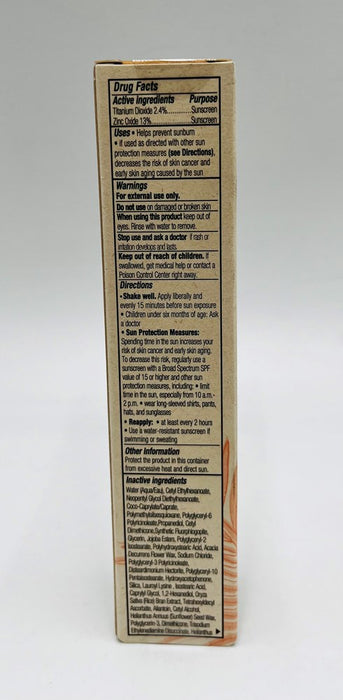 Drug Facts
Active ingredients Purpose
Titanium Dioxide 2.4%..........Sunscreen
Zinc Oxide 13%..............Sunscreen
Uses • Helps prevent sunburn
• if used as directed with other sun
protection measures (see Directions),
decreases the risk of skin cancer and
early skin aging caused by the sun
Warnings
For external use only.
Do not use on damaged or broken skin
When using this product keep out of
eyes. Rinse with water to remove.
Stop use and ask a doctor if rash or
irritation develops and lasts
Keep out of reach of children. If
swallowed, get medical help or contact a
Poison Control Center right away.
Directions
• Shake well. Apply liberally and
evenly 15 minutes before sun exposure
• Children under six months of age: Ask
a doctor
• Sun Protection Measures:
Spending time in the sun increases your
risk of skin cancer and early skin aging.
To decrease this risk, regularly use a
sunscreen with a Broad Spectrum SPF
value of 15 or higher and other sun
protection measures, including: • limit
time in the sun, especially from 10 a.m.-
2 p.m. • wear long-sleeved shirts, pants,
hats, and sunglasses
• Reapply: • at least every 2 hours
• Use a water-resistant sunscreen if
swimming or sweating
Other Information
Protect the product in this container
from excessive heat and direct sun.
Inactive ingredients
Water (Aqua/Eau), Cetyl Ethylhexanoate,
Neopentyl Glycol Diethylhexanoate,
Coco-Caprylate/Caprate,
Polymethylsilsesquioxane, Polyglyceryl-6
Polyricinoleate, Propanediol, Cetyl
Dimethicone, Synthetic Fluorphlogopite,
Glycerin, Jojoba Esters, Polyglyceryl-2
Isostearate, Polyhydroxystearic Acid, Acacia
Decurrens Flower Wax, Sodium Chloride,
Polyglyceryl-3 Polyricinoleate,
Disteardimonium Hectorite, Polyglyceryl-10
Pentaisostearate, Hydroxyacetophenone,
Silica, Lauroyl Lysine, Isostearic Acid,
Caprylyl Glycol, 1,2-Hexanediol, Oryza
Sativa (Rice) Bran Extract, Tetrahexyldecyl
Ascorbate, Allantoin, Cetyl Alcohol,
Helianthus Annuus (Sunflower) Seed Wax,
Polyglycerin-3, Dimethicone, Trisodium
Ethylenediamine Disuccinate, Helianthus